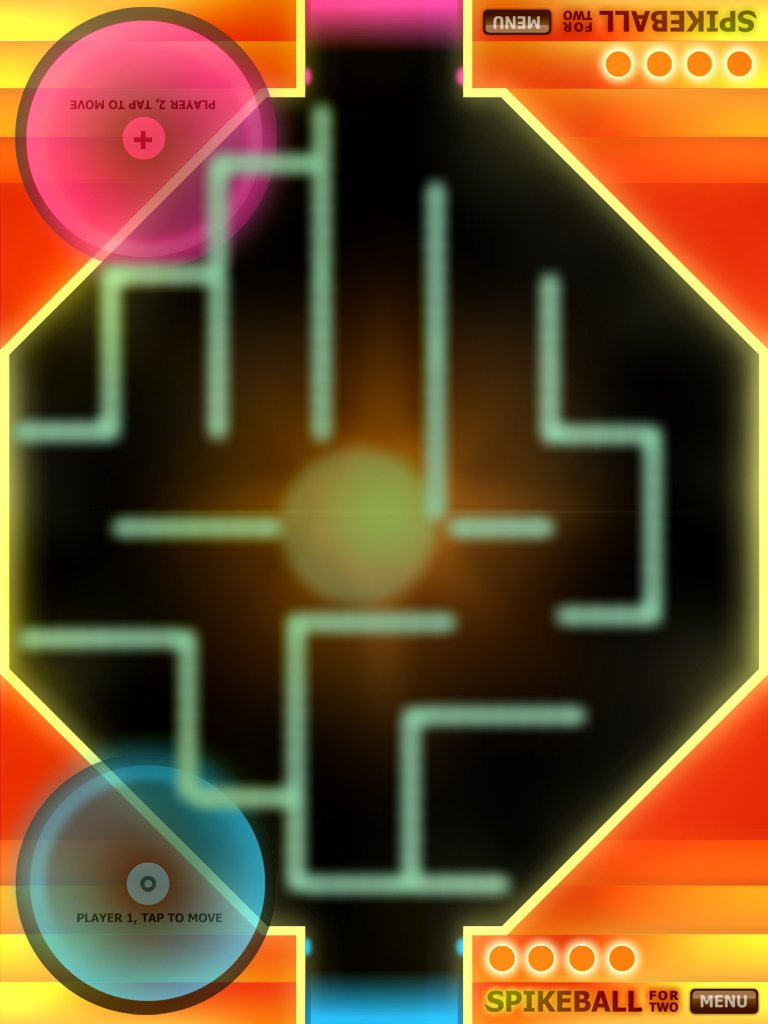 SPIKEBALL FOR TWO MENU
PLAYER 2, TAP TO MOVE
PLAYER 1, TAP TO MOVE
SPIKEBALL FOR TWO MENU